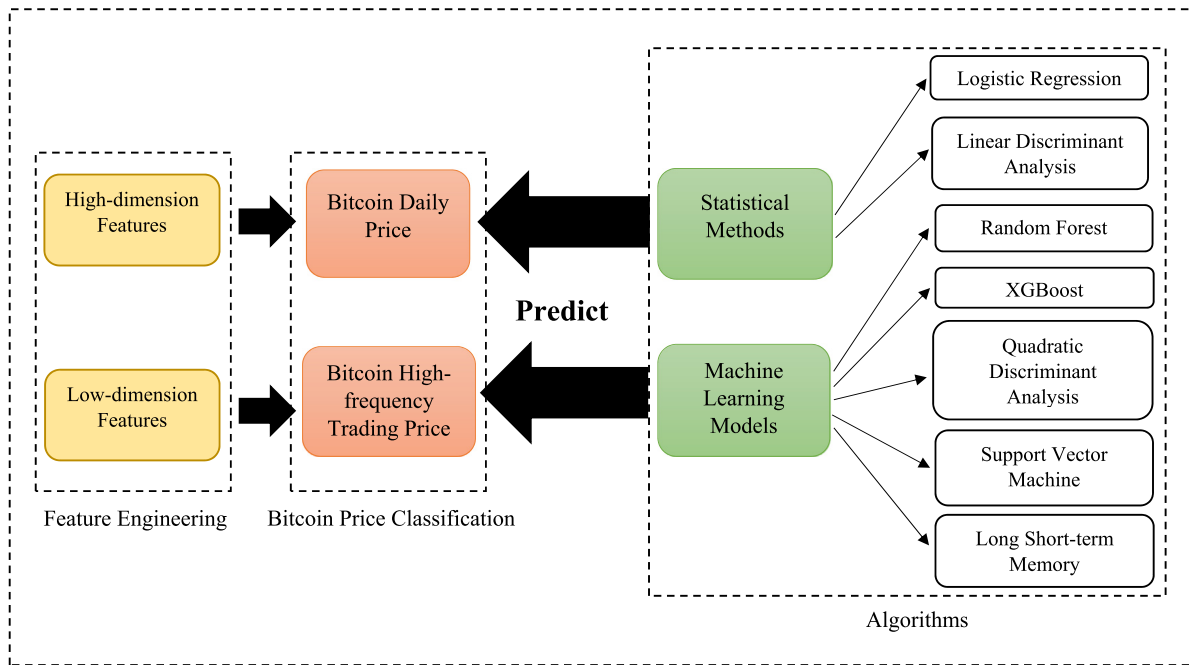 High-dimension
Features
Low-dimension
Features
Feature Engineering
Bitcoin Daily
Price
Bitcoin High-
frequency
Trading Price
Bitcoin Price Classification
Predict
Statistical
Methods
Machine
Learning
Models
Logistic Regression
Linear Discriminant
Analysis
Random Forest
XGBoost
Quadratic
Discriminant
Analysis
Support Vector
Machine
Long Short-term
Memory
Algorithms